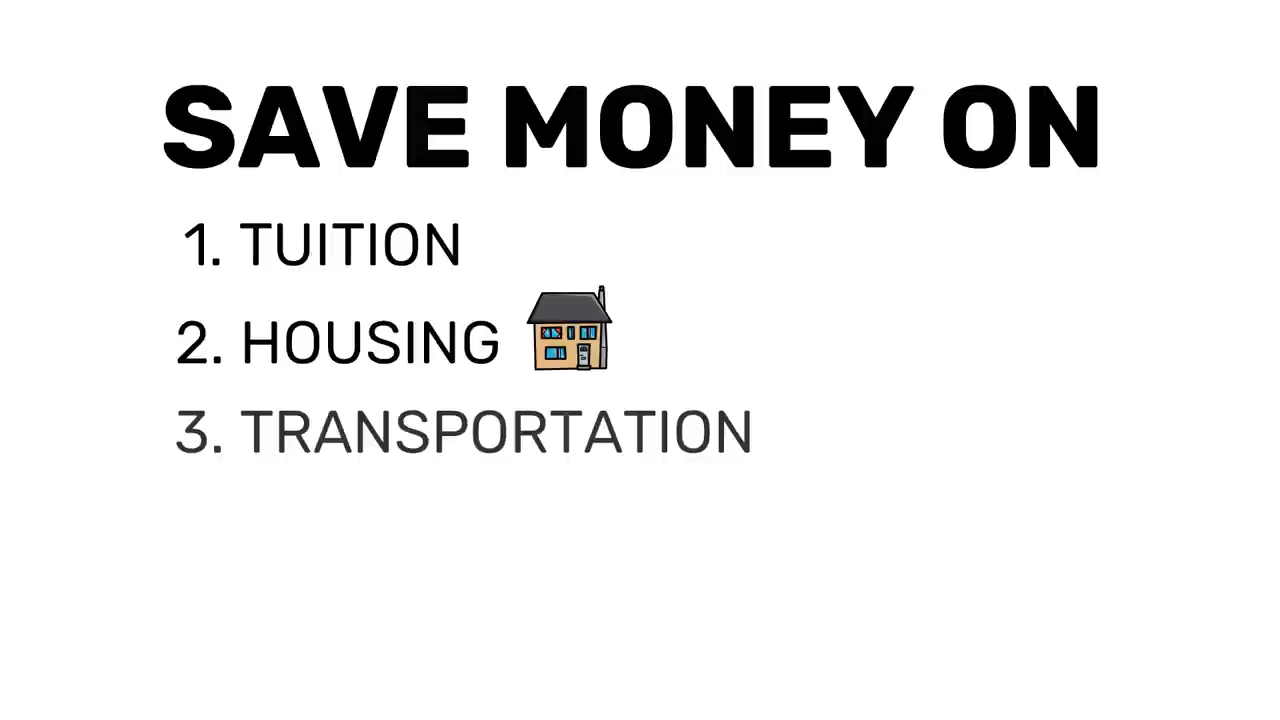 SAVE MONEY ON
1. TUITION
2. HOUSING
3. TRANSPORTATION